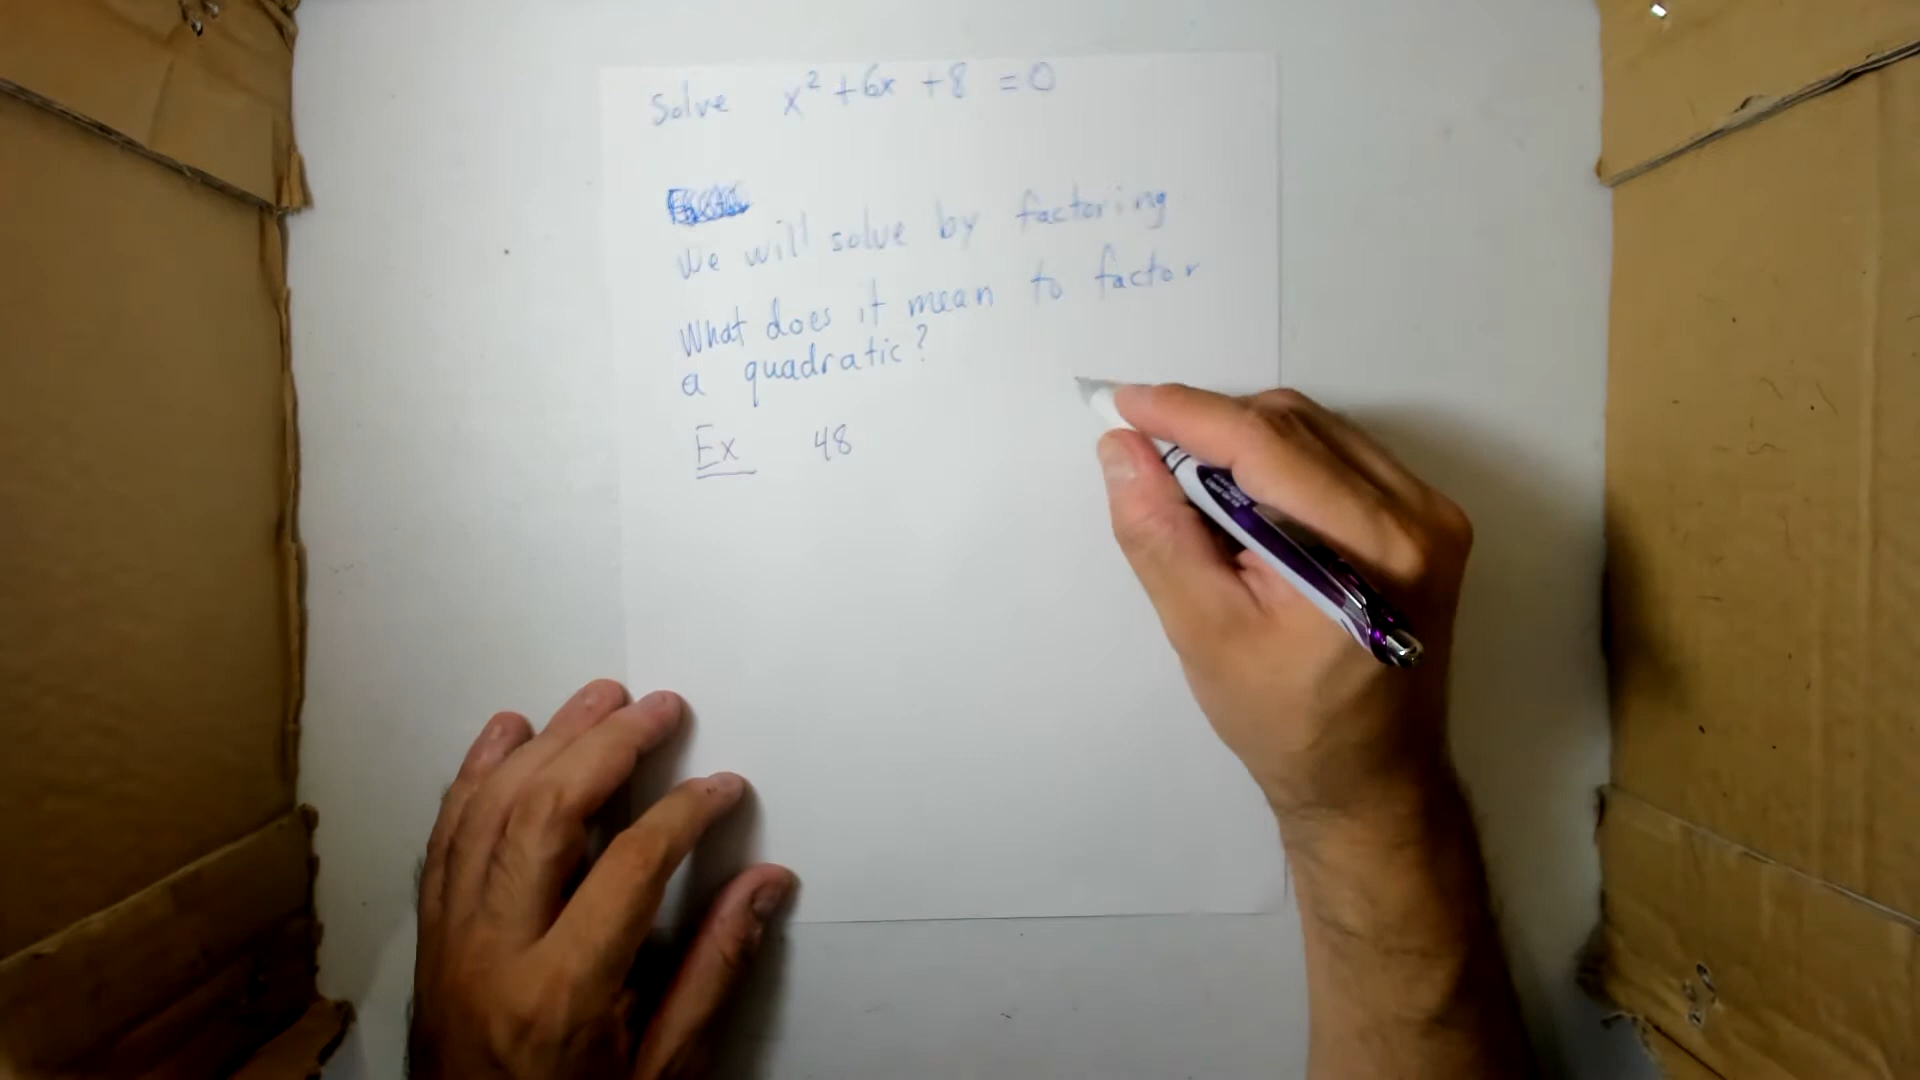 Solve x² + 6x + 8 = 0
We will solve by factoring
What does it mean to factor
a quadratic?
Ex 48